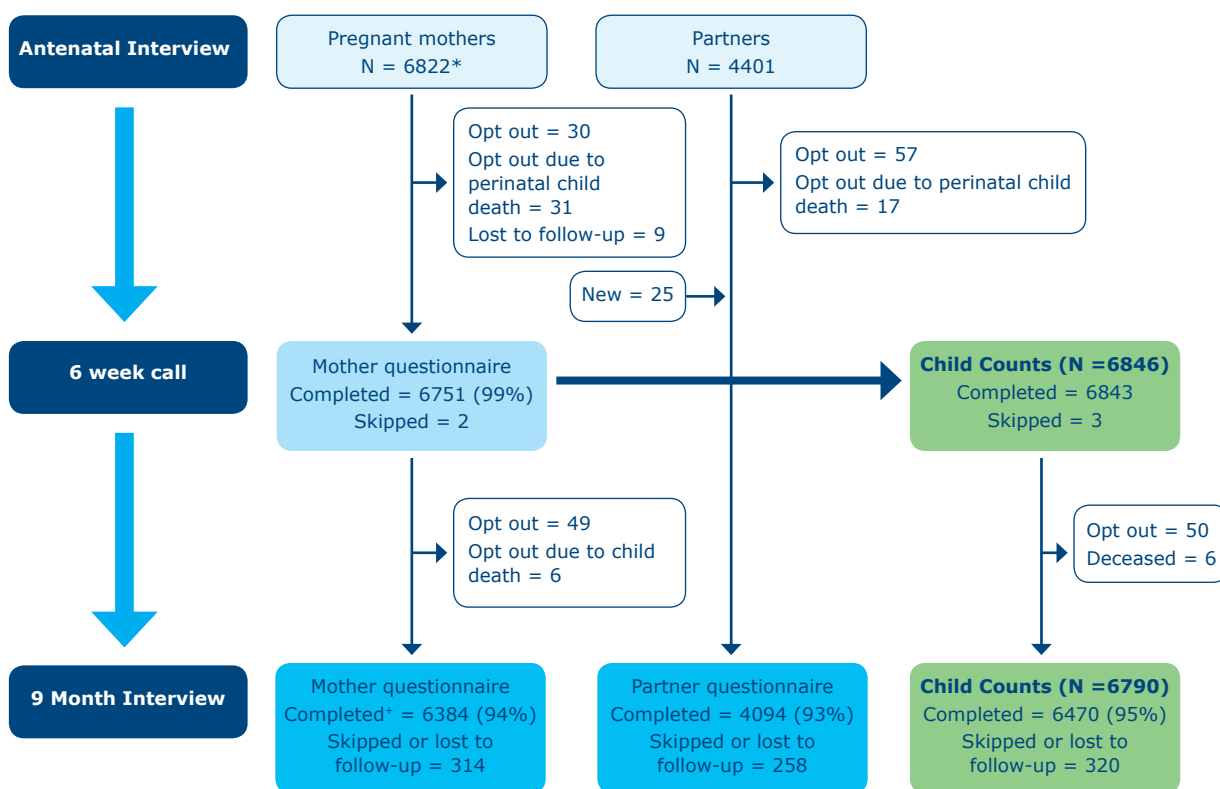 Antenatal Interview
Pregnant mothers
N = 6822*
Partners
N = 4401
Opt out = 30
Opt out due to
perinatal child
death = 31
Lost to follow-up = 9
Opt out = 57
Opt out due to perinatal child
death = 17
New = 25
6 week call
Mother questionnaire
Completed = 6751 (99%)
Skipped = 2
Child Counts (N =6846)
Completed = 6843
Skipped = 3
Opt out = 49
Opt out due to child
death = 6
Opt out = 50
Deceased = 6
9 Month Interview
Mother questionnaire
Completed⁺ = 6384 (94%)
Skipped or lost to
follow-up = 314
Partner questionnaire
Completed = 4094 (93%)
Skipped or lost to
follow-up = 258
Child Counts (N =6790)
Completed = 6470 (95%)
Skipped or lost to
follow-up = 320